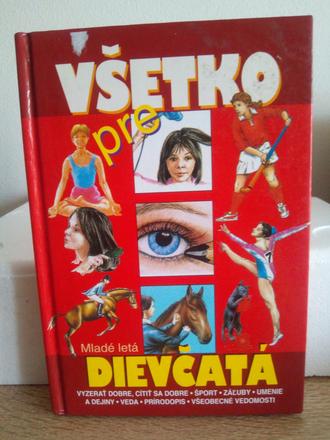 VŠETKO
pre
Mladé letá
DIEVČATÁ
VYZERAŤ DOBRE, CÍTIŤ SA DOBRE • ŠPORT • ZÁĽUBY • UMENIE
A DEJINY • VEDA • PRÍRODOPIS • VŠEOBECNÉ VEDOMOSTI